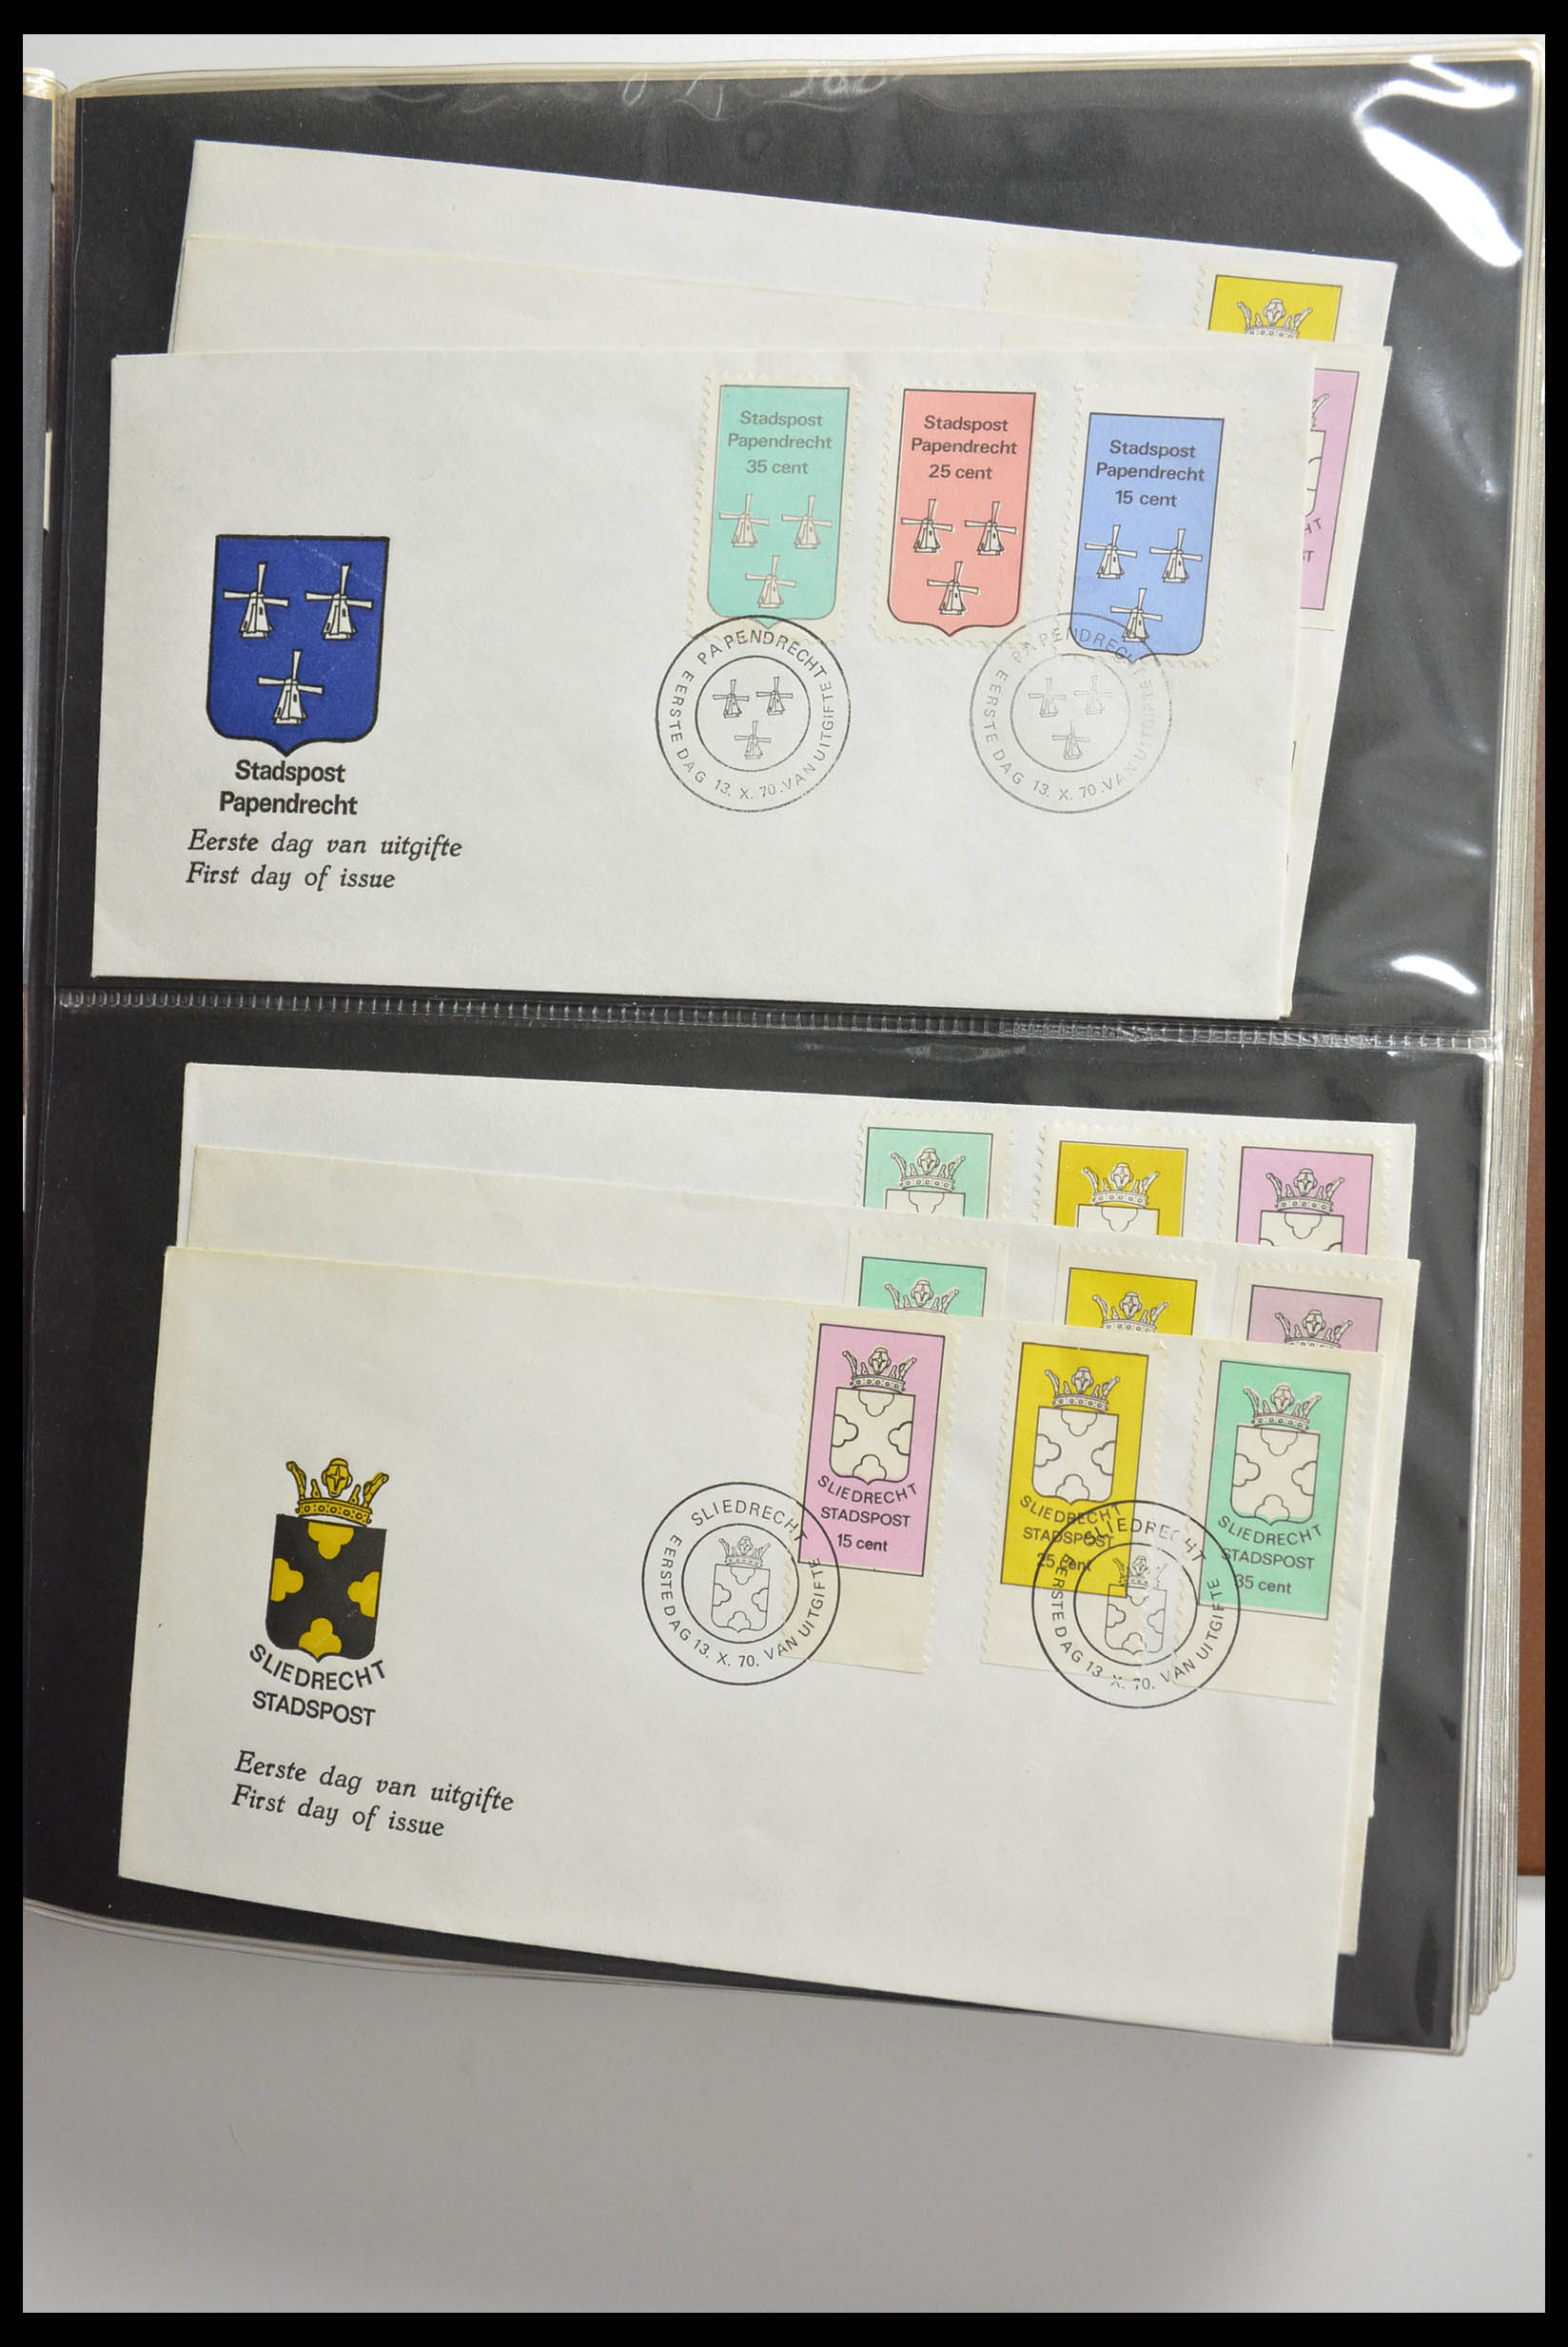 Stadspost
Papendrecht
35 cent
Stadspost
Papendrecht
25 cent
Stadspost
Papendrecht
15 cent
HT
ST
PAPENDRECHT
EERSTE DAG 13. X. 70. VAN UITGIFTE
PAPENDRECHT
EERSTE DAG 13. X. 70. VAN UITGIFTE
Stadspost
Papendrecht
Eerste dag van uitgifte
First day of issue
SLIEDRECHT
STADSPOST
15 cent
SLIEDRECHT
STADSPOST
25 cent
SLIEDRECHT
STADSPOST
35 cent
SLIEDRECHT
EERSTE DAG 13. X. 70. VAN UITGIFTE
SLIEDRECHT
EERSTE DAG 13. X. 70. VAN UITGIFTE
SLIEDRECHT
STADSPOST
Eerste dag van uitgifte
First day of issue